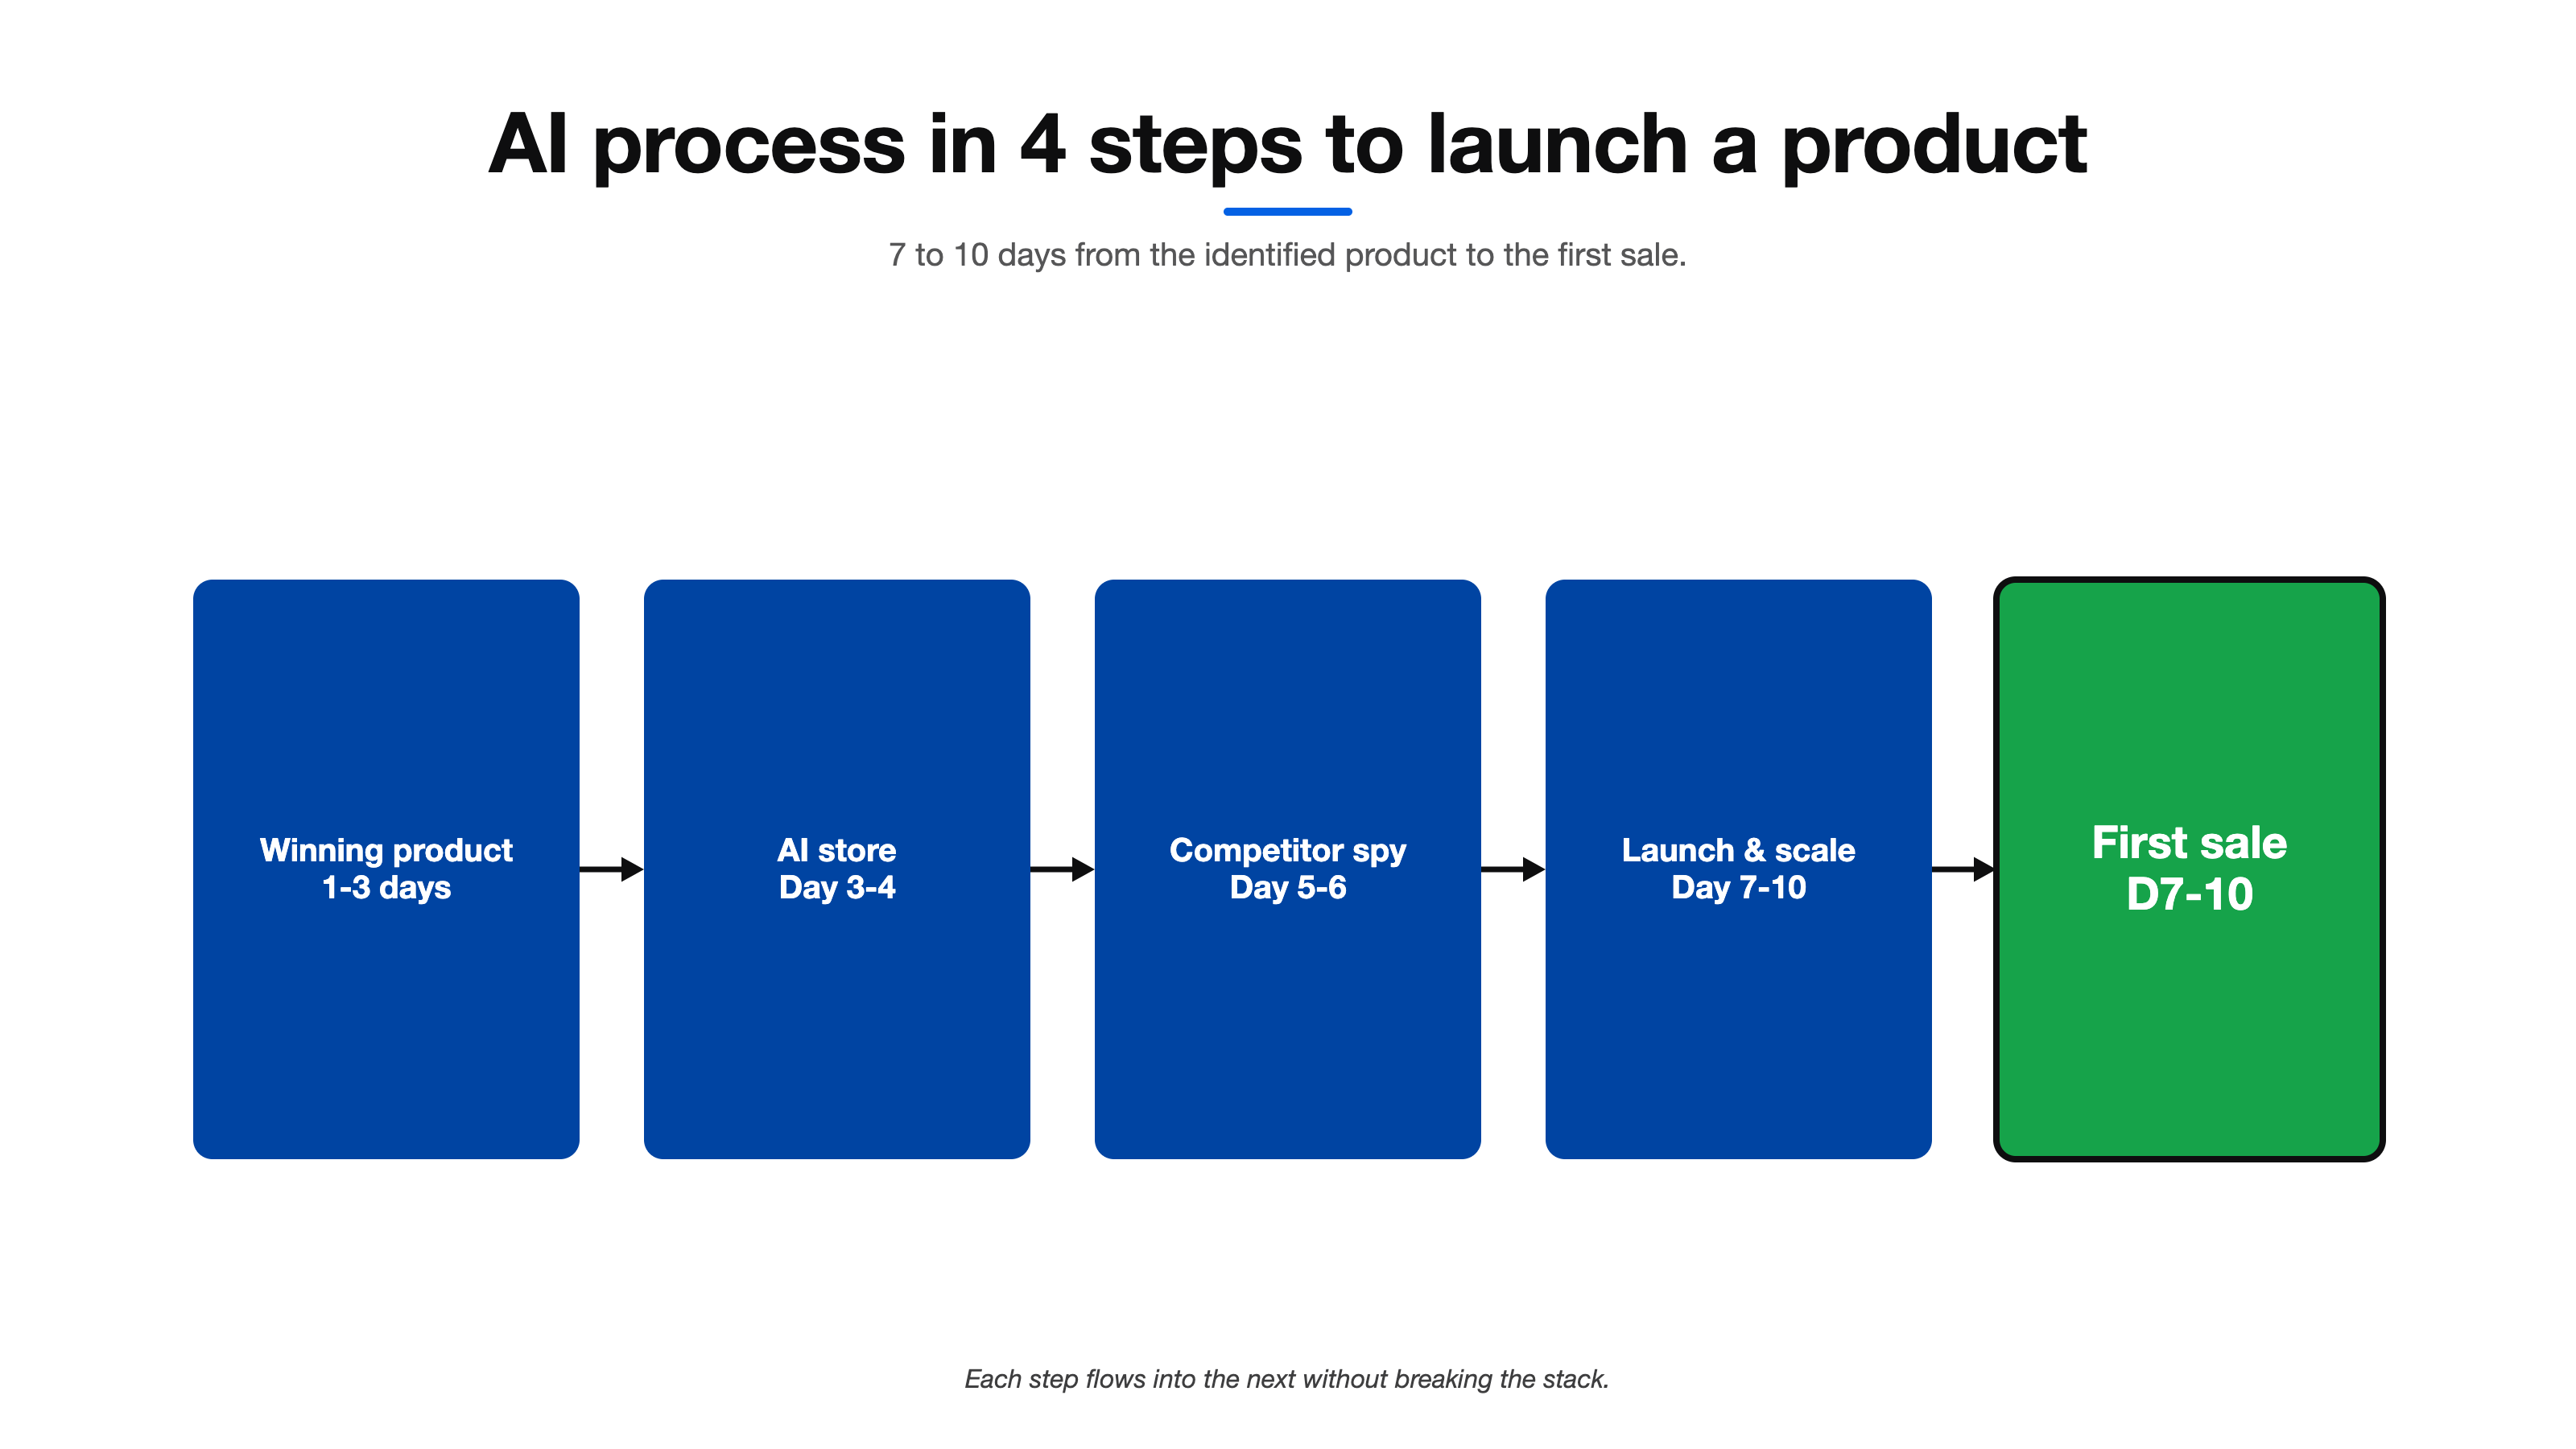 AI process in 4 steps to launch a product
7 to 10 days from the identified product to the first sale.
Winning product
1-3 days
AI store
Day 3-4
Competitor spy
Day 5-6
Launch & scale
Day 7-10
First sale
D7-10
Each step flows into the next without breaking the stack.